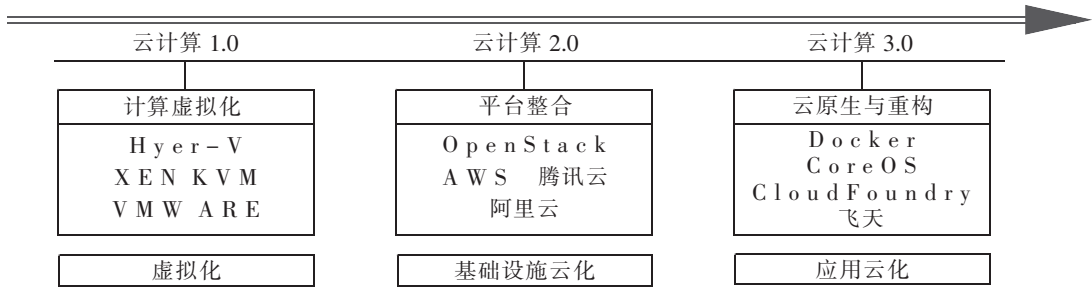 云计算 1.0 云计算 2.0 云计算 3.0
计算虚拟化
Hyer-V
XEN KVM
VMW ARE
虚拟化
平台整合
OpenStack
AWS 腾讯云
阿里云
基础设施云化
云原生与重构
Docker
CoreOS
CloudFoundry
飞天
应用云化